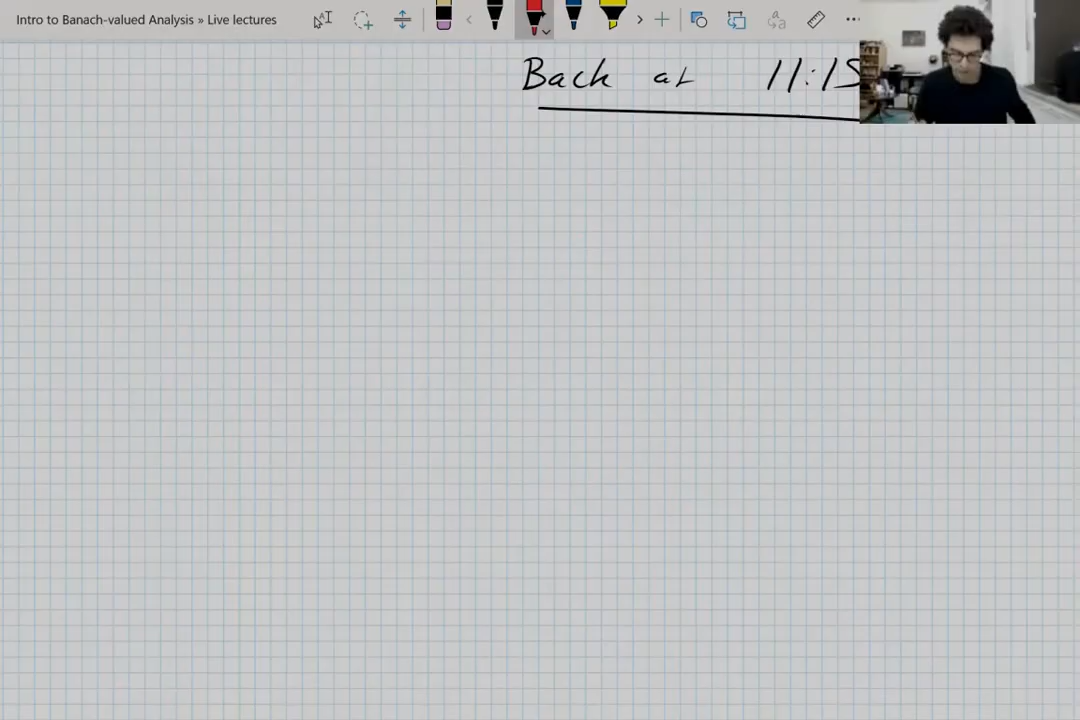 Intro to Banach-valued Analysis » Live lectures
Back at 11:15